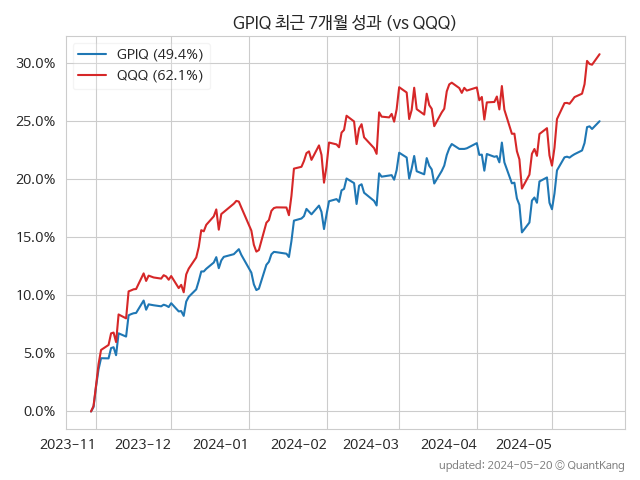 GPIQ 최근 7개월 성과 (vs QQQ)
GPIQ (49.4%)
QQQ (62.1%)
30.0%
25.0%
20.0%
15.0%
10.0%
5.0%
0.0%
2023-11 2023-12 2024-01 2024-02 2024-03 2024-04 2024-05
updated: 2024-05-20 © QuantKang